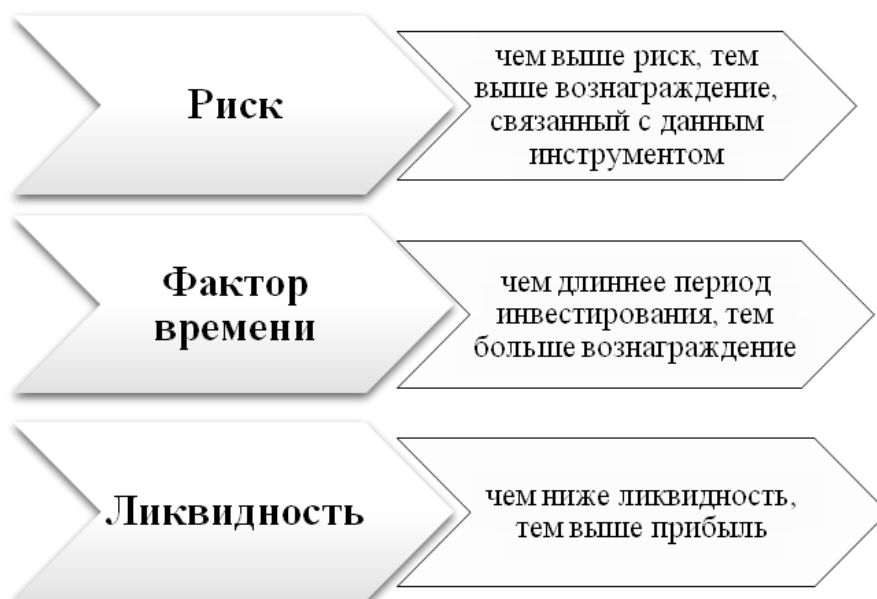 Риск
чем выше риск, тем
выше вознаграждение,
связанный с данным
инструментом
Фактор
времени
чем длиннее период
инвестирования, тем
больше вознаграждение
Ликвидность
чем ниже ликвидность,
тем выше прибыль